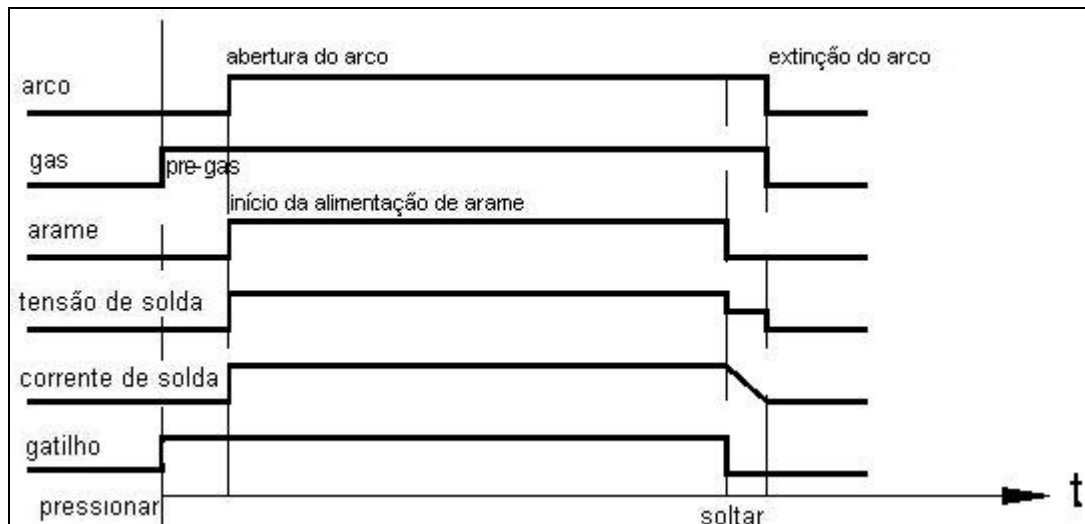 abertura do arco
extinção do arco
arco
gas
pre-gas
início da alimentação de arame
arame
tensão de solda
corrente de solda
gatilho
pressionar
soltar
t